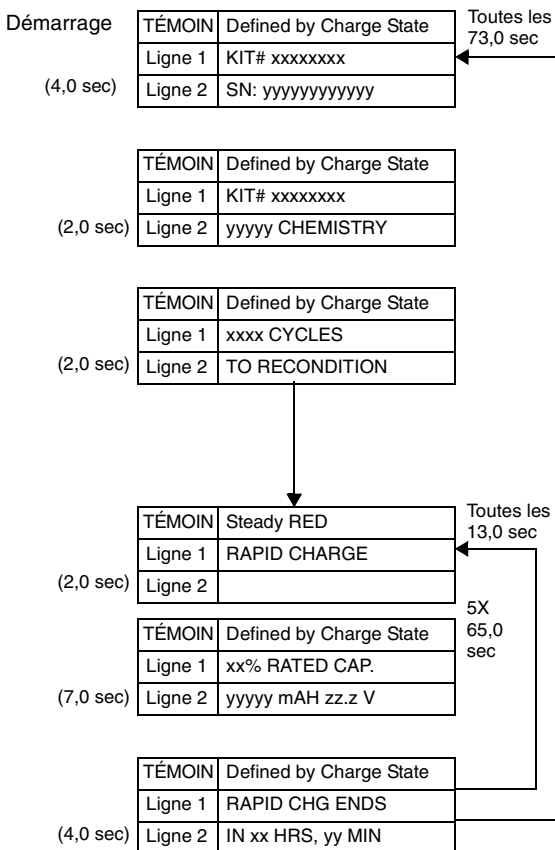 Démarrage
TÉMOIN Defined by Charge State
Toutes les
73,0 sec
Ligne 1 KIT# xxxxxxxx
(4,0 sec) Ligne 2 SN: yyyyyyyyyyyy
TÉMOIN Defined by Charge State
Ligne 1 KIT# xxxxxxxx
(2,0 sec) Ligne 2 yyyyy CHEMISTRY
TÉMOIN Defined by Charge State
Ligne 1 xxxx CYCLES
(2,0 sec) Ligne 2 TO RECONDITION
TÉMOIN Steady RED
Toutes les
13,0 sec
Ligne 1 RAPID CHARGE
(2,0 sec) Ligne 2
5X
65,0
sec
TÉMOIN Defined by Charge State
Ligne 1 xx% RATED CAP.
(7,0 sec) Ligne 2 yyyyy mAH zz.z V
TÉMOIN Defined by Charge State
Ligne 1 RAPID CHG ENDS
(4,0 sec) Ligne 2 IN xx HRS, yy MIN